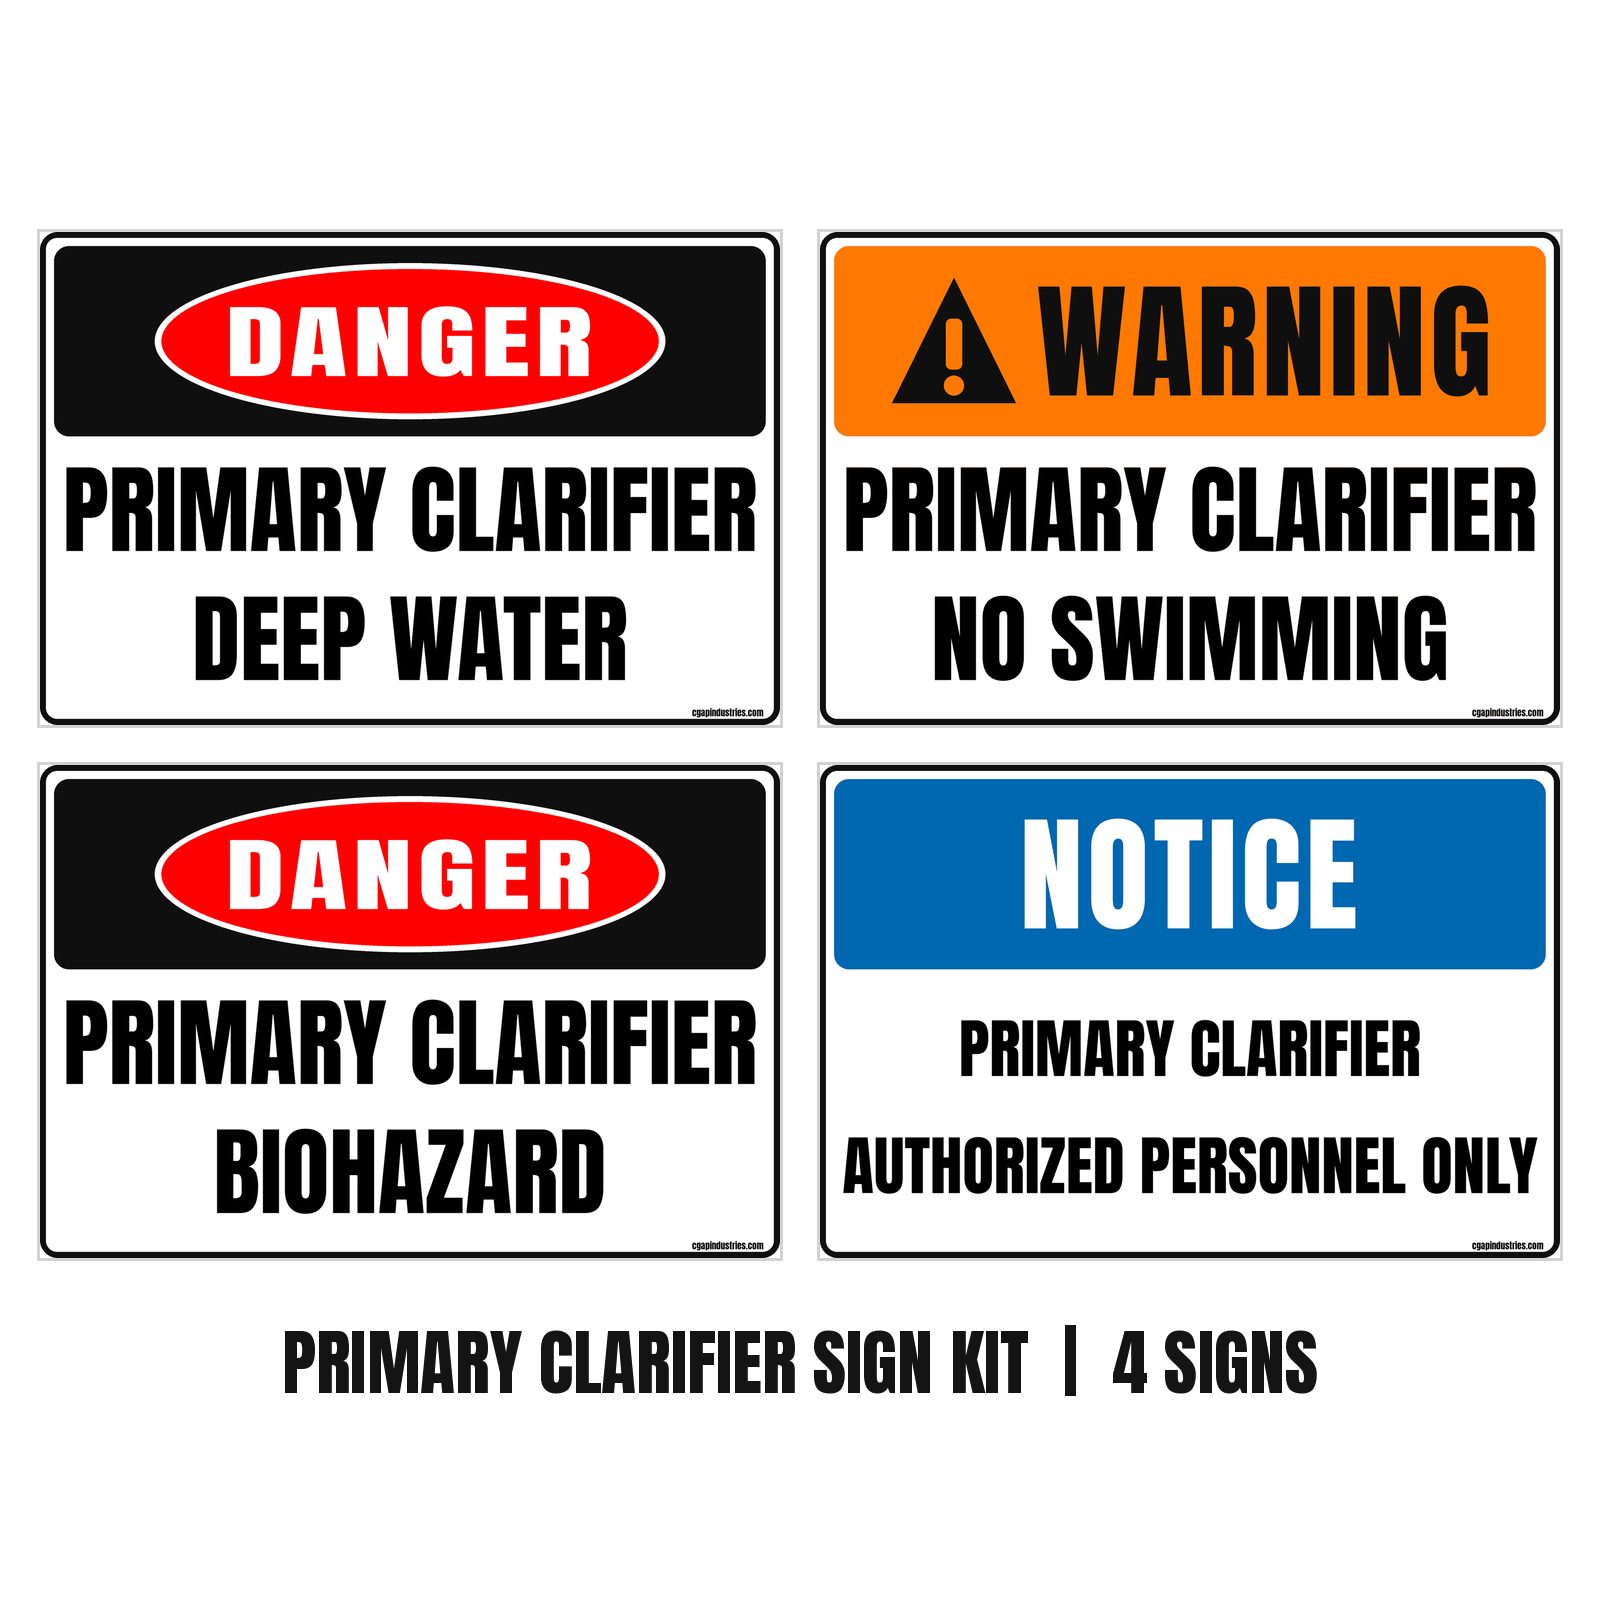 DANGER
PRIMARY CLARIFIER
DEEP WATER
cgapindustries.com
WARNING
PRIMARY CLARIFIER
NO SWIMMING
cgapindustries.com
DANGER
PRIMARY CLARIFIER
BIOHAZARD
cgapindustries.com
NOTICE
PRIMARY CLARIFIER
AUTHORIZED PERSONNEL ONLY
cgapindustries.com
PRIMARY CLARIFIER SIGN KIT | 4 SIGNS